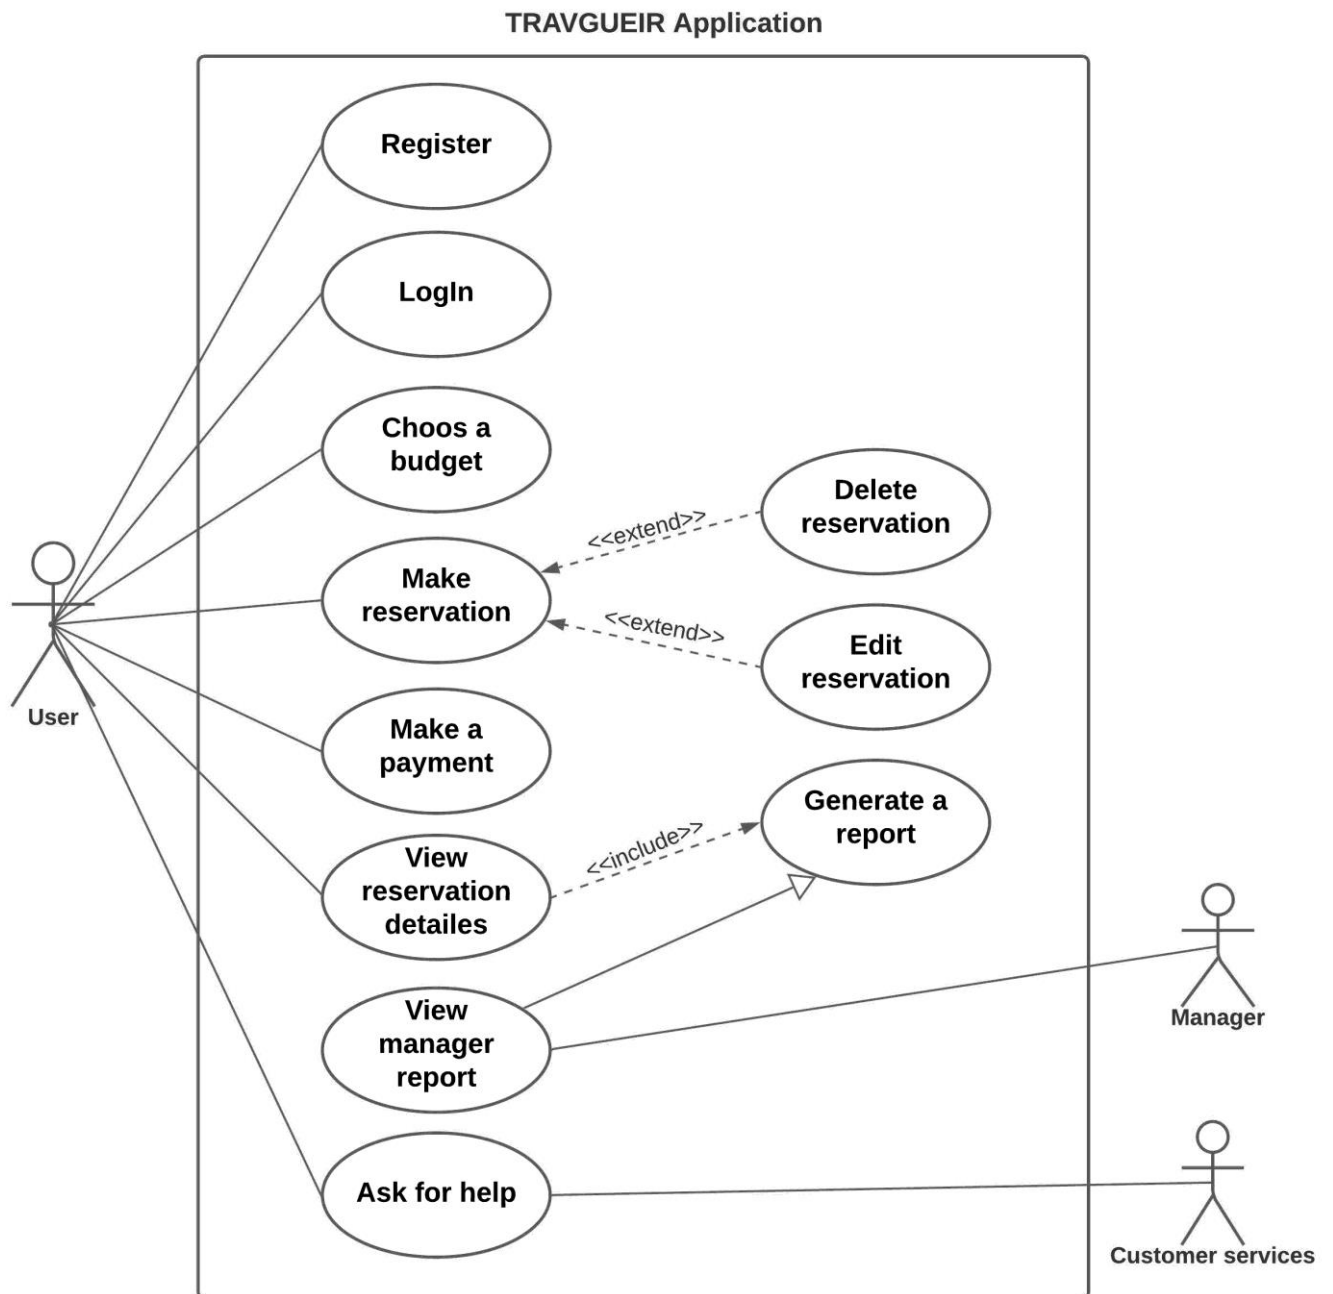 TRAVGUEIR Application
Register
LogIn
Choos a
budget
Delete
reservation
<<extend>>
Make
reservation
<<extend>>
Edit
reservation
User
Make a
payment
Generate a
report
<<include>>
View
reservation
detailes
View
manager
report
Manager
Ask for help
Customer services